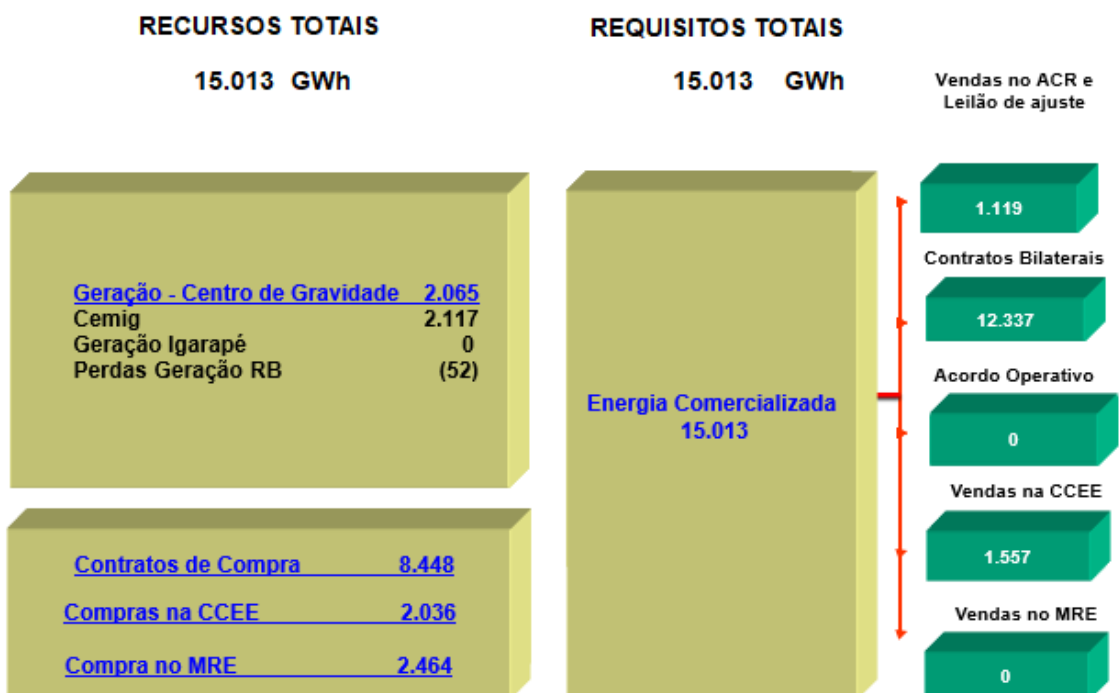 RECURSOS TOTAIS
15.013 GWh
Geração - Centro de Gravidade 2.065
Cemig 2.117
Geração Igarapé 0
Perdas Geração RB (52)
Contratos de Compra 8.448
Compras na CCEE 2.036
Compra no MRE 2.464
REQUISITOS TOTAIS
15.013 GWh
Energia Comercializada
15.013
Vendas no ACR e
Leilão de ajuste
1.119
Contratos Bilaterais
12.337
Acordo Operativo
0
Vendas na CCEE
1.557
Vendas no MRE
0